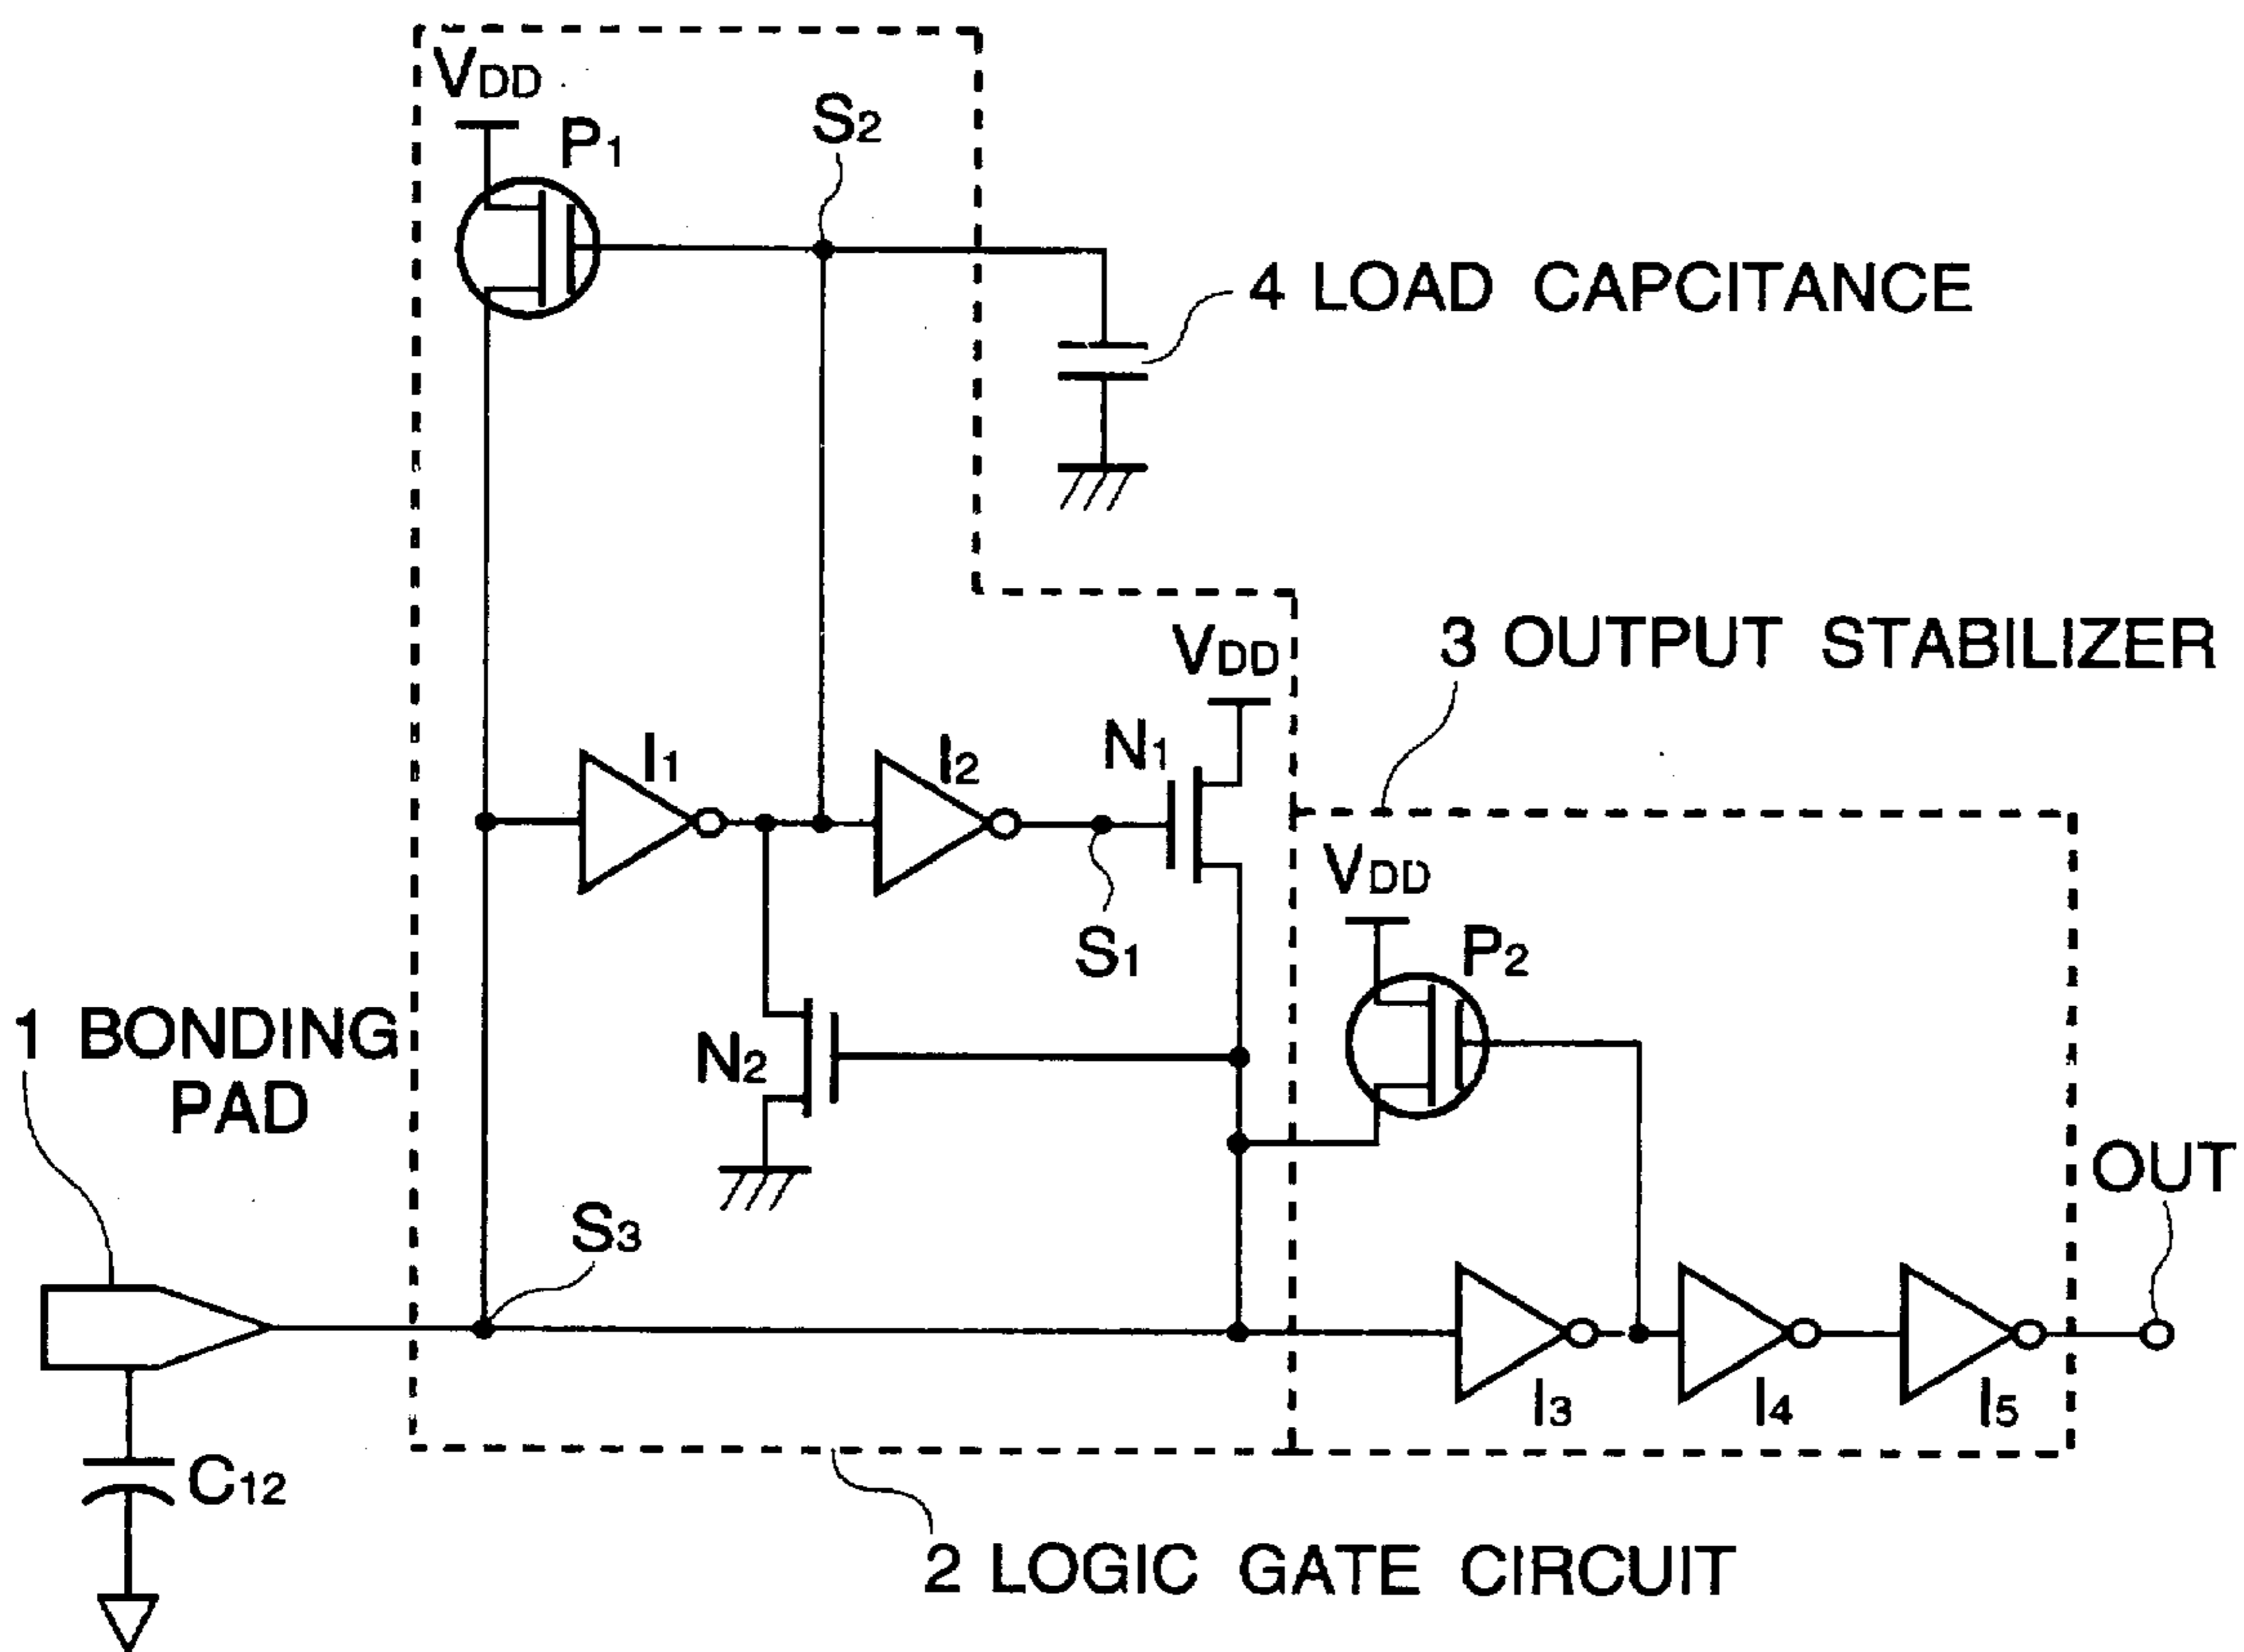 VDD
P1
S2
4 LOAD CAPCITANCE
VDD
3 OUTPUT STABILIZER
I1
I2
N1
S1
VDD
P2
1 BONDING
PAD
N2
S3
OUT
I3
I4
I5
C12
2 LOGIC GATE CIRCUIT